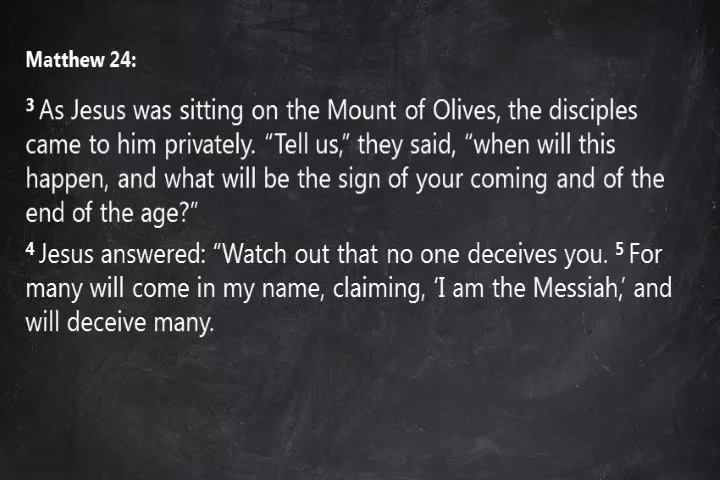 Matthew 24:
3 As Jesus was sitting on the Mount of Olives, the disciples
came to him privately. “Tell us,” they said, “when will this
happen, and what will be the sign of your coming and of the
end of the age?”
4 Jesus answered: “Watch out that no one deceives you. 5 For
many will come in my name, claiming, ‘I am the Messiah,’ and
will deceive many.